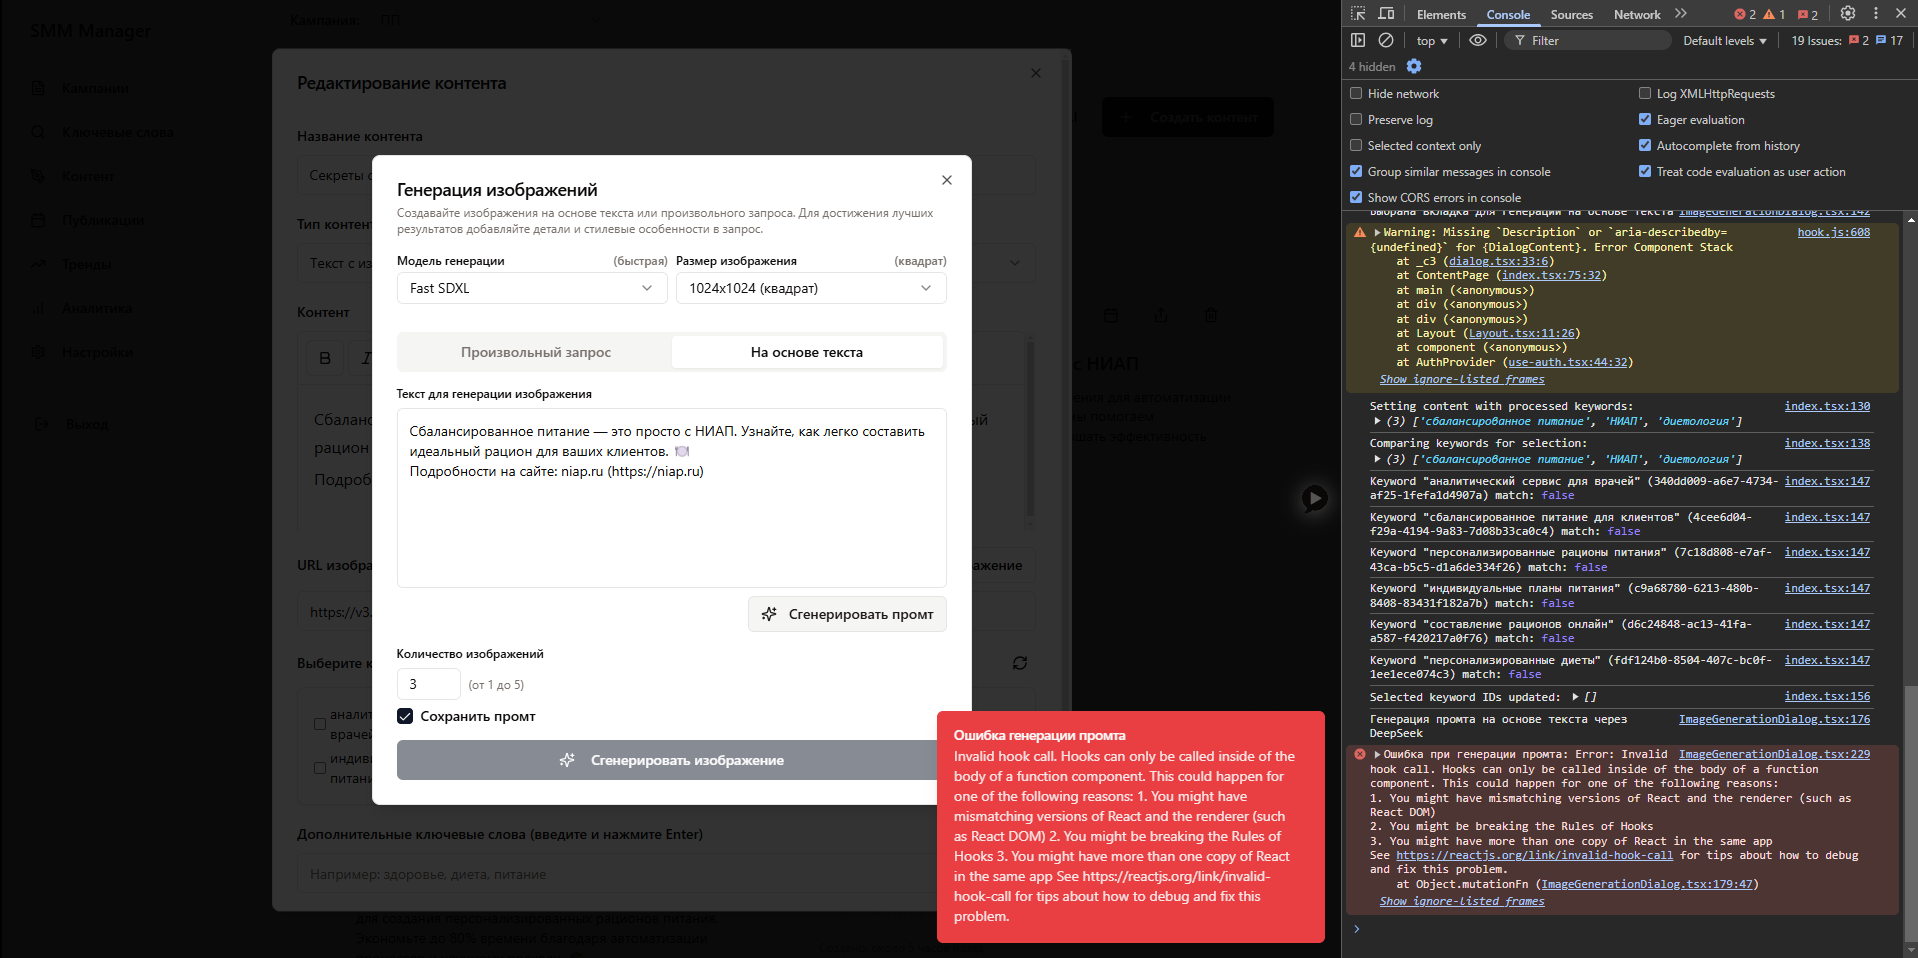 SMM Manager
Кампании
Ключевые слова
Контент
Публикации
Тренды
Аналитика
Настройки
Выход
Кампания:
ПП
Создать контент
Редактирование контента
Название контента
Секреты
Тип контен
Текст с из
Контент
B I
Сбаланс
рацион
Подроб
URL изобра
ажение
https://v3.
Выберите к
аналит
врачей
индиви
питани
Дополнительные ключевые слова (введите и нажмите Enter)
Например: здоровье, диета, питание
с НИАП
для создания персонализированных рационов питания.
Экономьте до 80% времени благодаря автоматизации
Генерация изображений
Создавайте изображения на основе текста или произвольного запроса. Для достижения лучших
результатов добавляйте детали и стилевые особенности в запрос.
Модель генерации (быстрая) Размер изображения (квадрат)
Fast SDXL 1024x1024 (квадрат)
Произвольный запрос На основе текста
Текст для генерации изображения
Сбалансированное питание — это просто с НИАП. Узнайте, как легко составить
идеальный рацион для ваших клиентов. 🍽️
Подробности на сайте: niap.ru (https://niap.ru)
Сгенерировать промт
Количество изображений
3 (от 1 до 5)
Сохранить промт
Сгенерировать изображение
Ошибка генерации промта
Invalid hook call. Hooks can only be called inside of the
body of a function component. This could happen for
one of the following reasons: 1. You might have
mismatching versions of React and the renderer (such
as React DOM) 2. You might be breaking the Rules of
Hooks 3. You might have more than one copy of React
in the same app See https://reactjs.org/link/invalid-
hook-call for tips about how to debug and fix this
problem.
Elements Console Sources Network 2 1 2
top Filter Default levels 19 Issues: 2 17
4 hidden
Hide network Log XMLHttpRequests
Preserve log Eager evaluation
Selected context only Autocomplete from history
Group similar messages in console Treat code evaluation as user action
Show CORS errors in console
Выбрана вкладка для генерации на основе текста ImageGenerationDialog.tsx:142
Warning: Missing `Description` or `aria-describedby= hook.js:608
{undefined}` for {DialogContent}. Error Component Stack
at _c3 (dialog.tsx:33:6)
at ContentPage (index.tsx:75:32)
at main (<anonymous>)
at div (<anonymous>)
at div (<anonymous>)
at Layout (Layout.tsx:11:26)
at component (<anonymous>)
at AuthProvider (use-auth.tsx:44:32)
Show ignore-listed frames
Setting content with processed keywords: index.tsx:130
(3) ['сбалансированное питание', 'НИАП', 'диетология']
Comparing keywords for selection: index.tsx:138
(3) ['сбалансированное питание', 'НИАП', 'диетология']
Keyword "аналитический сервис для врачей" (340dd009-a6e7-4734- index.tsx:147
af25-1fefa1d4907a) match: false
Keyword "сбалансированное питание для клиентов" (4cee6d04- index.tsx:147
f29a-4194-9a83-7d08b33ca0c4) match: false
Keyword "персонализированные рационы питания" (7c18d808-e7af- index.tsx:147
43ca-b5c5-d1a6de334f26) match: false
Keyword "индивидуальные планы питания" (c9a68780-6213-480b- index.tsx:147
8408-83431f182a7b) match: false
Keyword "составление рационов онлайн" (d6c24848-ac13-41fa- index.tsx:147
a587-f420217a0f76) match: false
Keyword "персонализированные диеты" (fdf124b0-8504-407c-bc0f- index.tsx:147
1ee1ece074c3) match: false
Selected keyword IDs updated: [] index.tsx:156
Генерация промта на основе текста через ImageGenerationDialog.tsx:176
DeepSeek
Ошибка при генерации промта: Error: Invalid ImageGenerationDialog.tsx:229
hook call. Hooks can only be called inside of the body of a function
component. This could happen for one of the following reasons:
1. You might have mismatching versions of React and the renderer (such as
React DOM)
2. You might be breaking the Rules of Hooks
3. You might have more than one copy of React in the same app
See https://reactjs.org/link/invalid-hook-call for tips about how to debug
and fix this problem.
at Object.mutationFn (ImageGenerationDialog.tsx:179:47)
Show ignore-listed frames